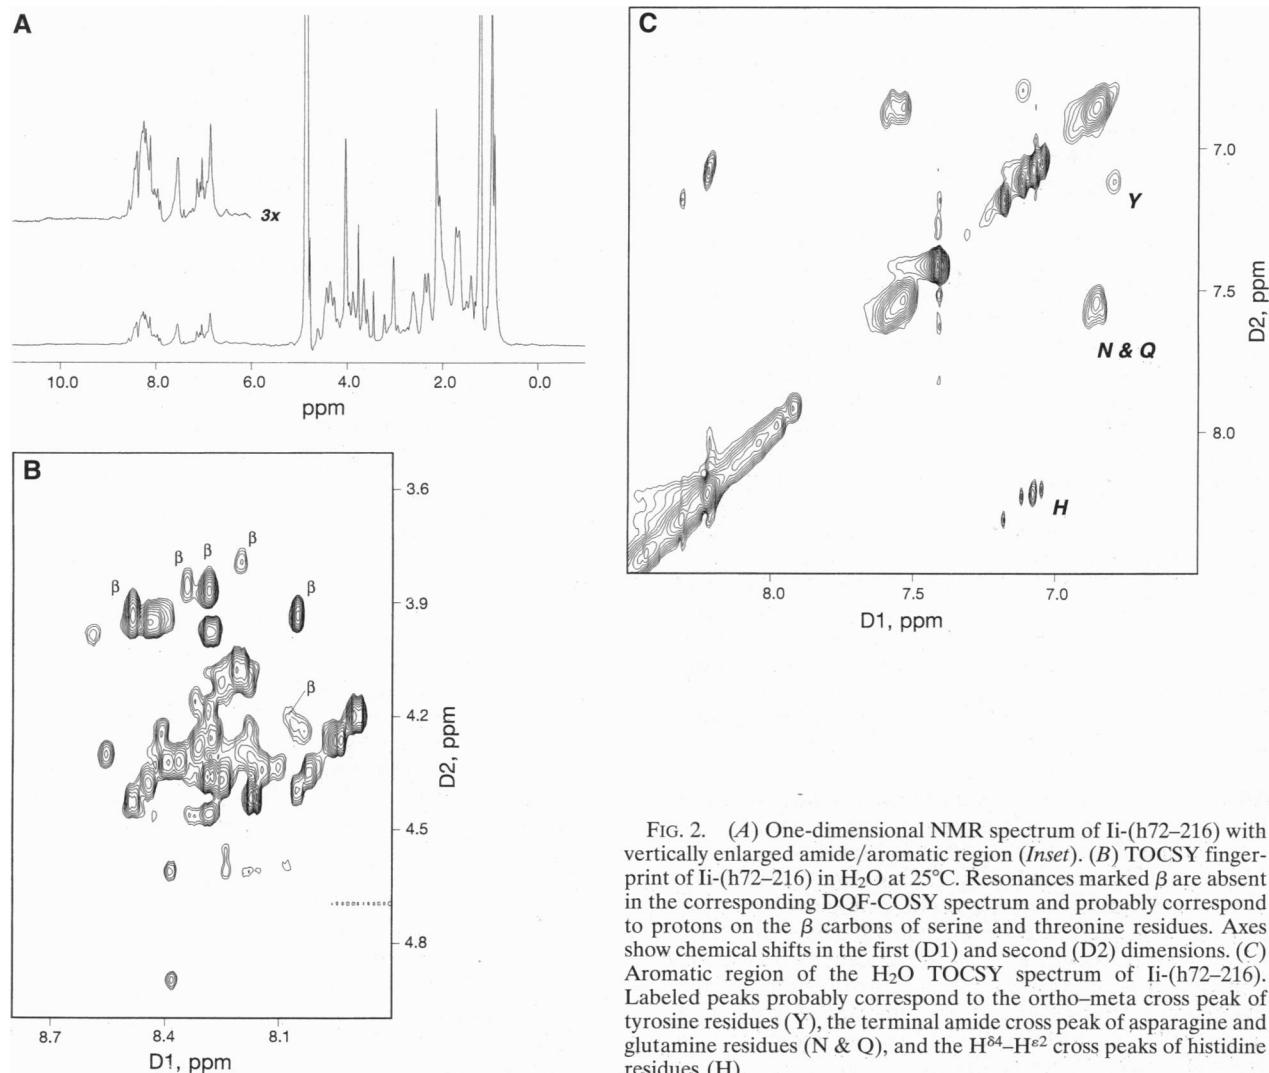 A
3x
10.0 8.0 6.0 4.0 2.0 0.0
ppm
B
β
β
β
β
β
β
3.6
3.9
4.2
4.5
4.8
D2, ppm
8.7 8.4 8.1
D1, ppm
C
Y
N & Q
H
7.0
7.5
8.0
D2, ppm
8.0 7.5 7.0
D1, ppm
FIG. 2. (A) One-dimensional NMR spectrum of Ii-(h72–216) with
vertically enlarged amide/aromatic region (Inset). (B) TOCSY finger-
print of Ii-(h72–216) in H₂O at 25°C. Resonances marked β are absent
in the corresponding DQF-COSY spectrum and probably correspond
to protons on the β carbons of serine and threonine residues. Axes
show chemical shifts in the first (D1) and second (D2) dimensions. (C)
Aromatic region of the H₂O TOCSY spectrum of Ii-(h72–216).
Labeled peaks probably correspond to the ortho–meta cross peak of
tyrosine residues (Y), the terminal amide cross peak of asparagine and
glutamine residues (N & Q), and the Hᵟ⁴–Hᵋ² cross peaks of histidine
residues (H)